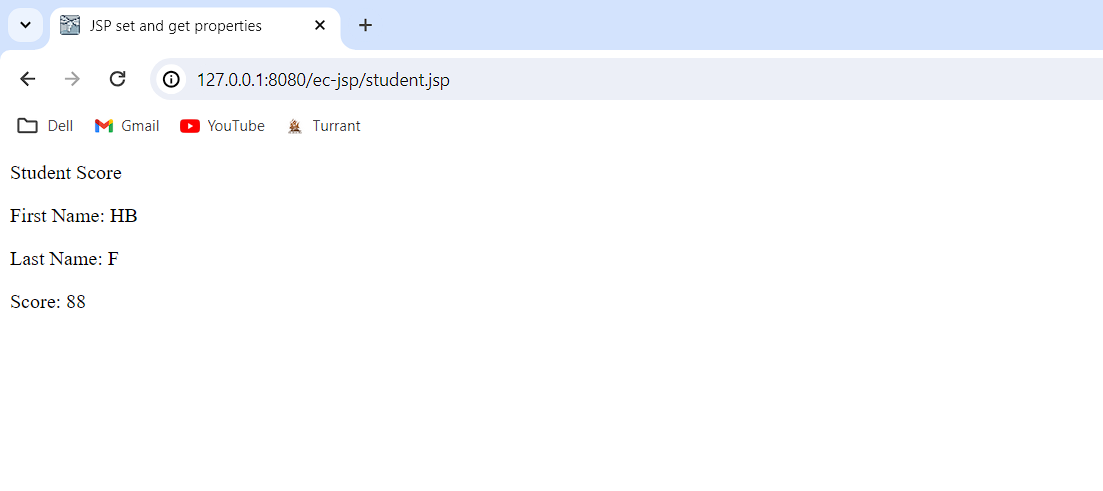 JSP set and get properties
127.0.0.1:8080/ec-jsp/student.jsp
Dell Gmail YouTube Turrant
Student Score
First Name: HB
Last Name: F
Score: 88